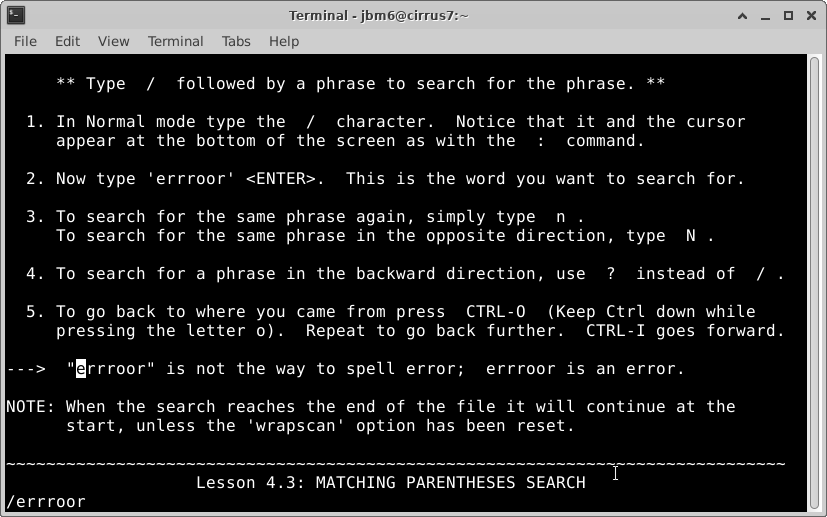 Terminal - jbm6@cirrus7:~
File Edit View Terminal Tabs Help
** Type  /  followed by a phrase to search for the phrase. **
1. In Normal mode type the  /  character.  Notice that it and the cursor
appear at the bottom of the screen as with the  :  command.
2. Now type 'errroor' <ENTER>.  This is the word you want to search for.
3. To search for the same phrase again, simply type  n .
To search for the same phrase in the opposite direction, type  N .
4. To search for a phrase in the backward direction, use  ?  instead of  / .
5. To go back to where you came from press  CTRL-O  (Keep Ctrl down while
pressing the letter o).  Repeat to go back further.  CTRL-I goes forward.
--->  "errroor" is not the way to spell error;  errroor is an error.
NOTE: When the search reaches the end of the file it will continue at the
start, unless the 'wrapscan' option has been reset.
~~~~~~~~~~~~~~~~~~~~~~~~~~~~~~~~~~~~~~~~~~~~~~~~~~~~~~~~~~~~~~~~~~~~~~~~~~~~~~
Lesson 4.3: MATCHING PARENTHESES SEARCH
/errroor